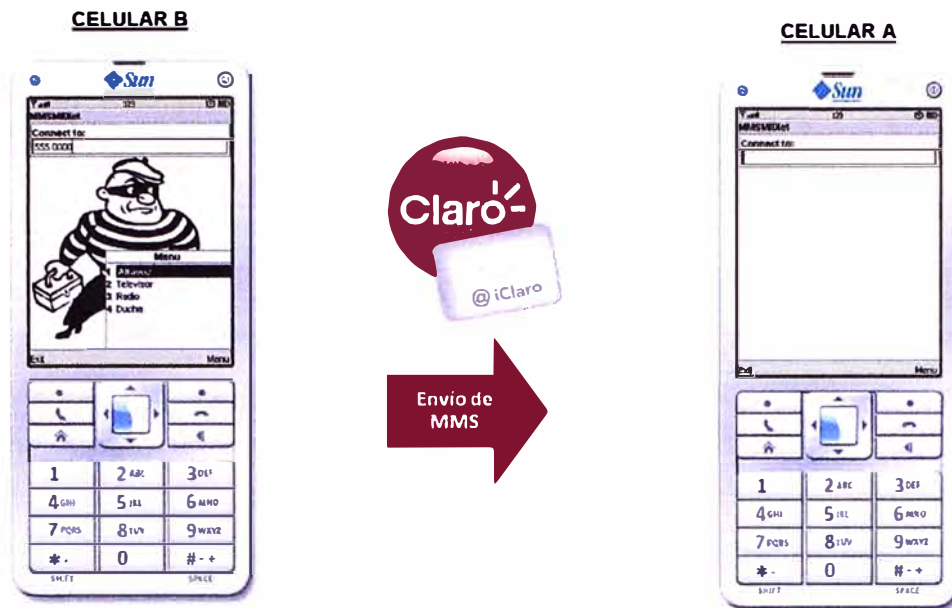 CELULAR B
Sun
MMSMIDlet
Connect to:
555 0000
Menu
1
2 Televisor
3 Radio
4 Ducha
Exit
Menu
1
2 ABC
3 DEF
4 GHI
5 JKL
6 MNO
7 PQRS
8 TUV
9 WXYZ
* .
0
# - +
SHIFT
SPACE
Claro
@ iClaro
Envío de
MMS
CELULAR A
Sun
MMSMIDlet
Connect to:
Exit
Menu
1
2 ABC
3 DEF
4 GHI
5 JKL
6 MNO
7 PQRS
8 TUV
9 WXYZ
* .
0
# - +
SHIFT
SPACE